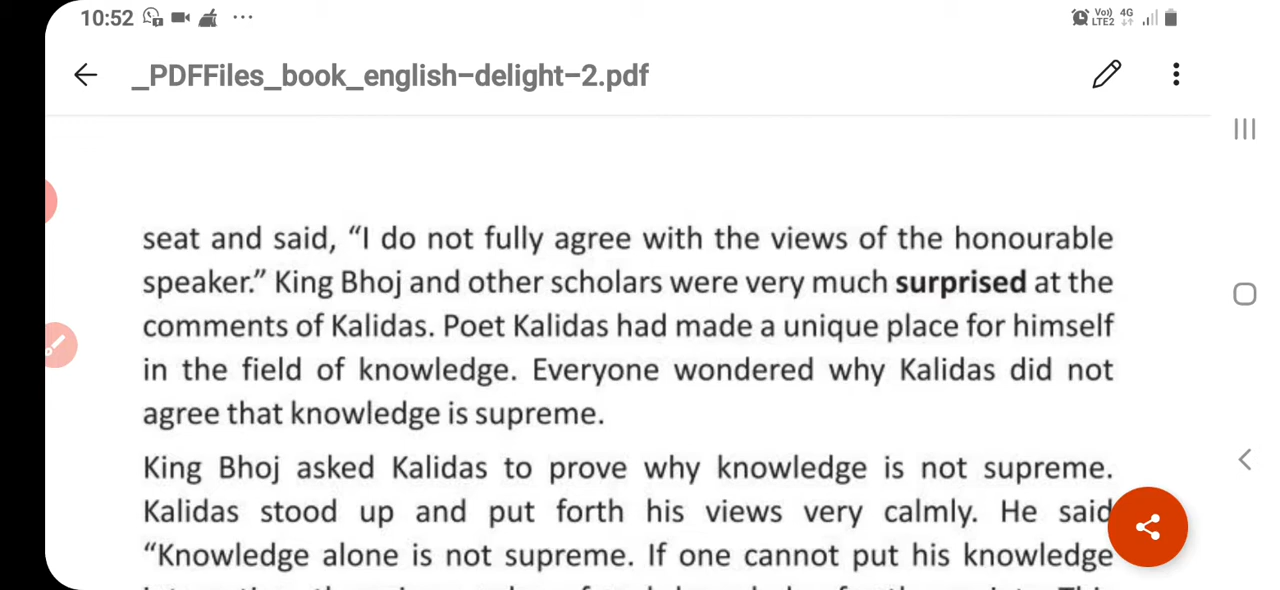 10:52
Vo)) 4G
LTE2
_PDFFiles_book_english-delight-2.pdf
seat and said, “I do not fully agree with the views of the honourable
speaker.” King Bhoj and other scholars were very much surprised at the
comments of Kalidas. Poet Kalidas had made a unique place for himself
in the field of knowledge. Everyone wondered why Kalidas did not
agree that knowledge is supreme.
King Bhoj asked Kalidas to prove why knowledge is not supreme.
Kalidas stood up and put forth his views very calmly. He said
“Knowledge alone is not supreme. If one cannot put his knowledge